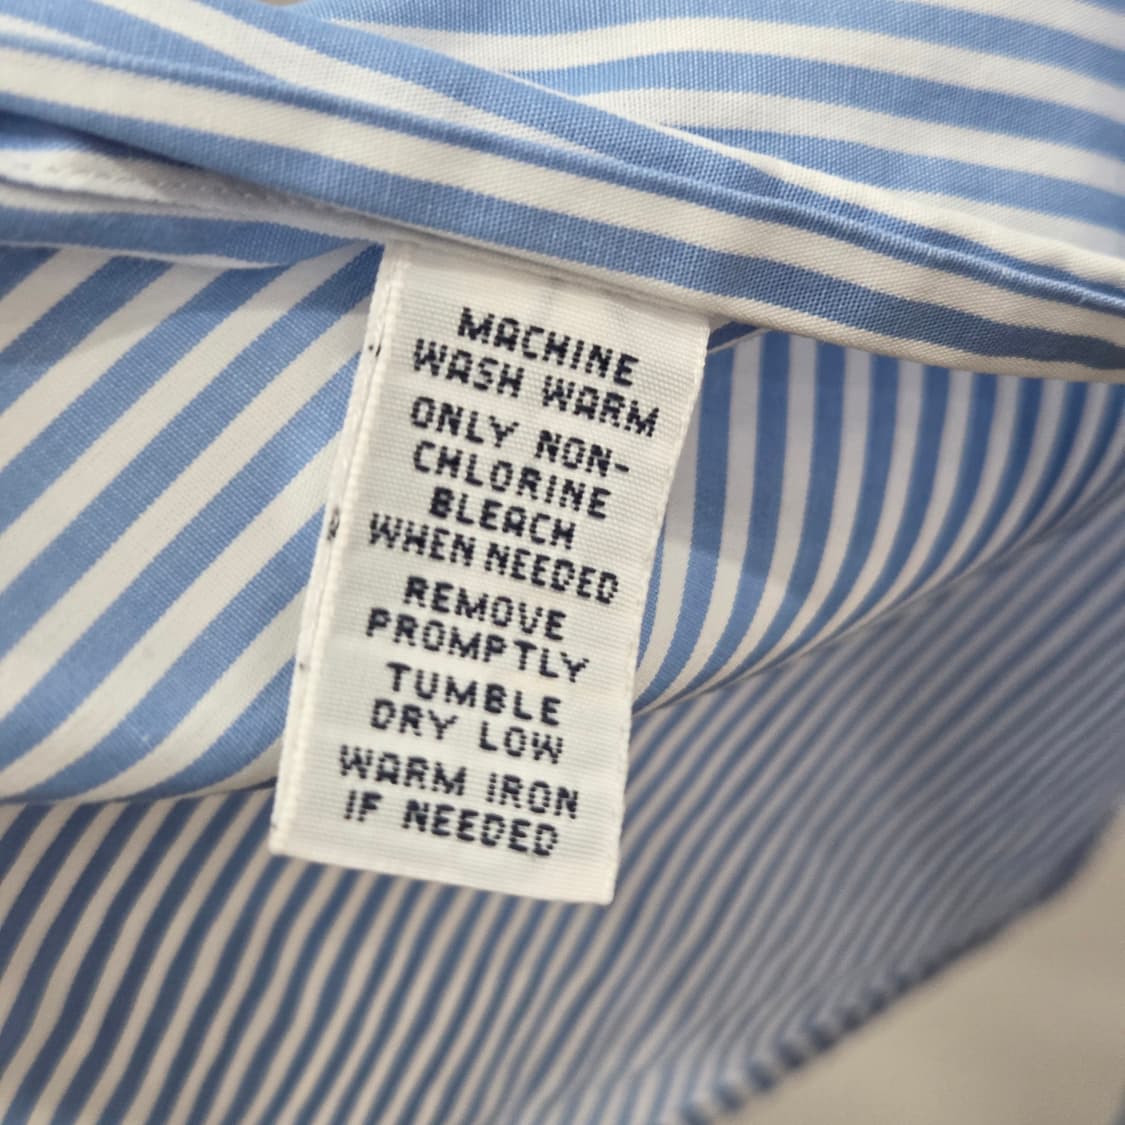 MACHINE
WASH WARM
ONLY NON-
CHLORINE
BLEACH
WHEN NEEDED
REMOVE
PROMPTLY
TUMBLE
DRY LOW
WARM IRON
IF NEEDED